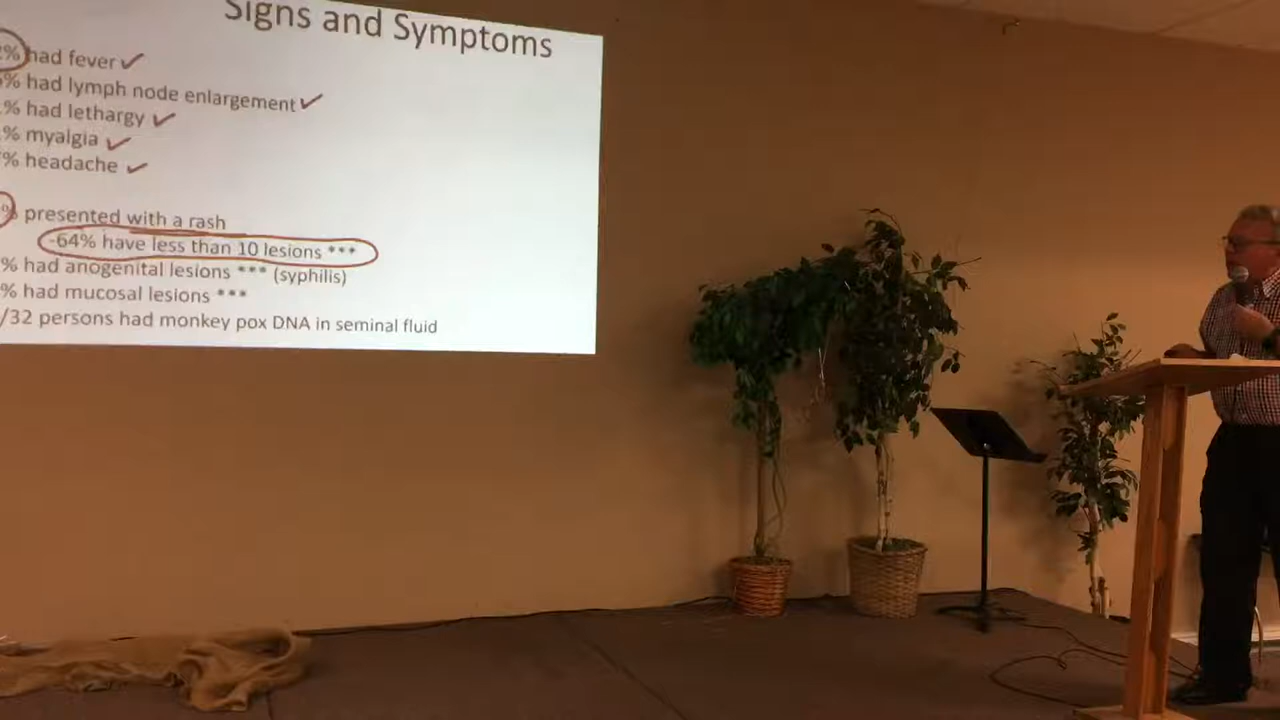 Signs and Symptoms
% had fever ✓
% had lymph node enlargement ✓
% had lethargy ✓
% myalgia ✓
% headache ✓
% presented with a rash
-64% have less than 10 lesions ***
% had anogenital lesions *** (syphilis)
% had mucosal lesions ***
/32 persons had monkey pox DNA in seminal fluid